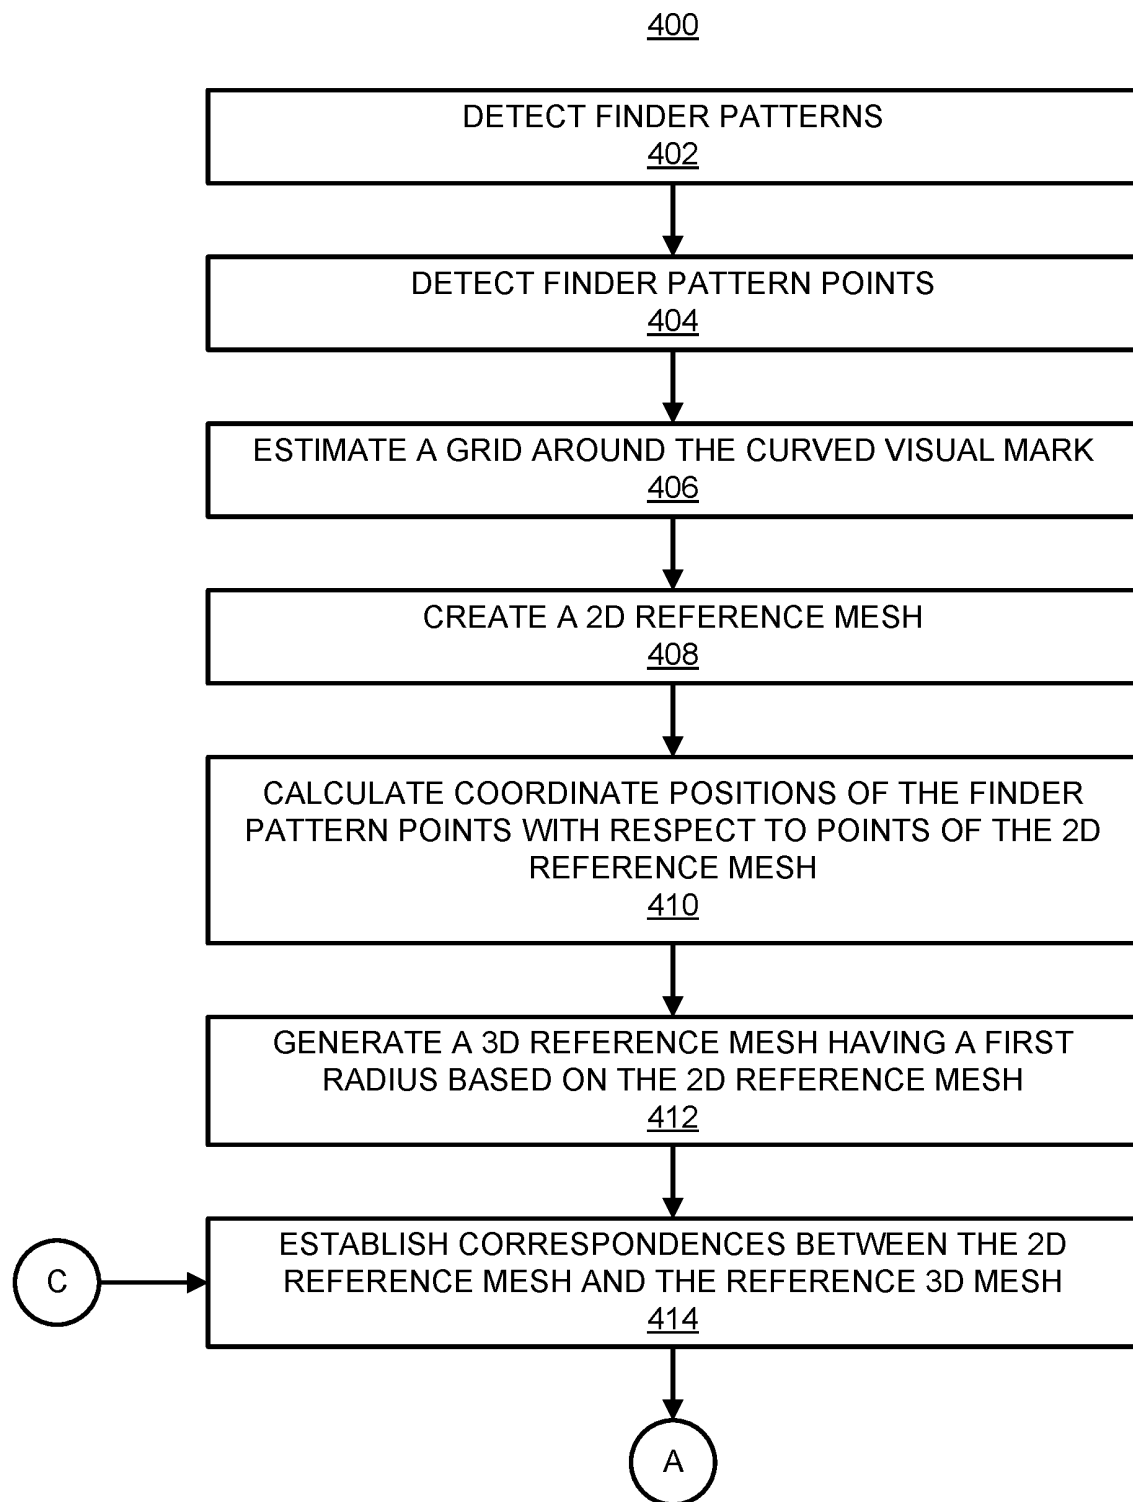 400
DETECT FINDER PATTERNS
402
DETECT FINDER PATTERN POINTS
404
ESTIMATE A GRID AROUND THE CURVED VISUAL MARK
406
CREATE A 2D REFERENCE MESH
408
CALCULATE COORDINATE POSITIONS OF THE FINDER
PATTERN POINTS WITH RESPECT TO POINTS OF THE 2D
REFERENCE MESH
410
GENERATE A 3D REFERENCE MESH HAVING A FIRST
RADIUS BASED ON THE 2D REFERENCE MESH
412
ESTABLISH CORRESPONDENCES BETWEEN THE 2D
REFERENCE MESH AND THE REFERENCE 3D MESH
414
C
A